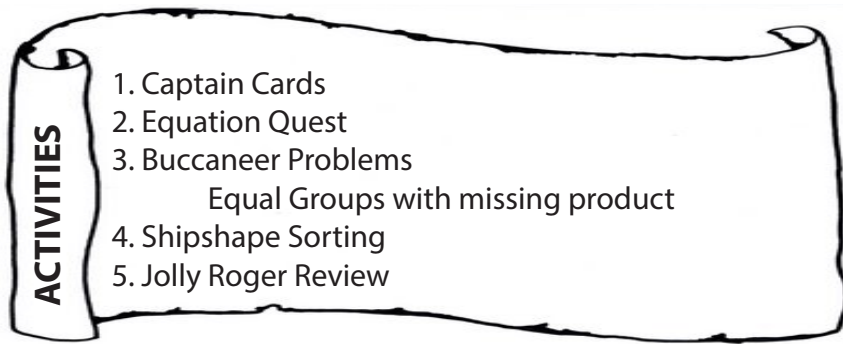 ACTIVITIES
1. Captain Cards
2. Equation Quest
3. Buccaneer Problems
Equal Groups with missing product
4. Shipshape Sorting
5. Jolly Roger Review